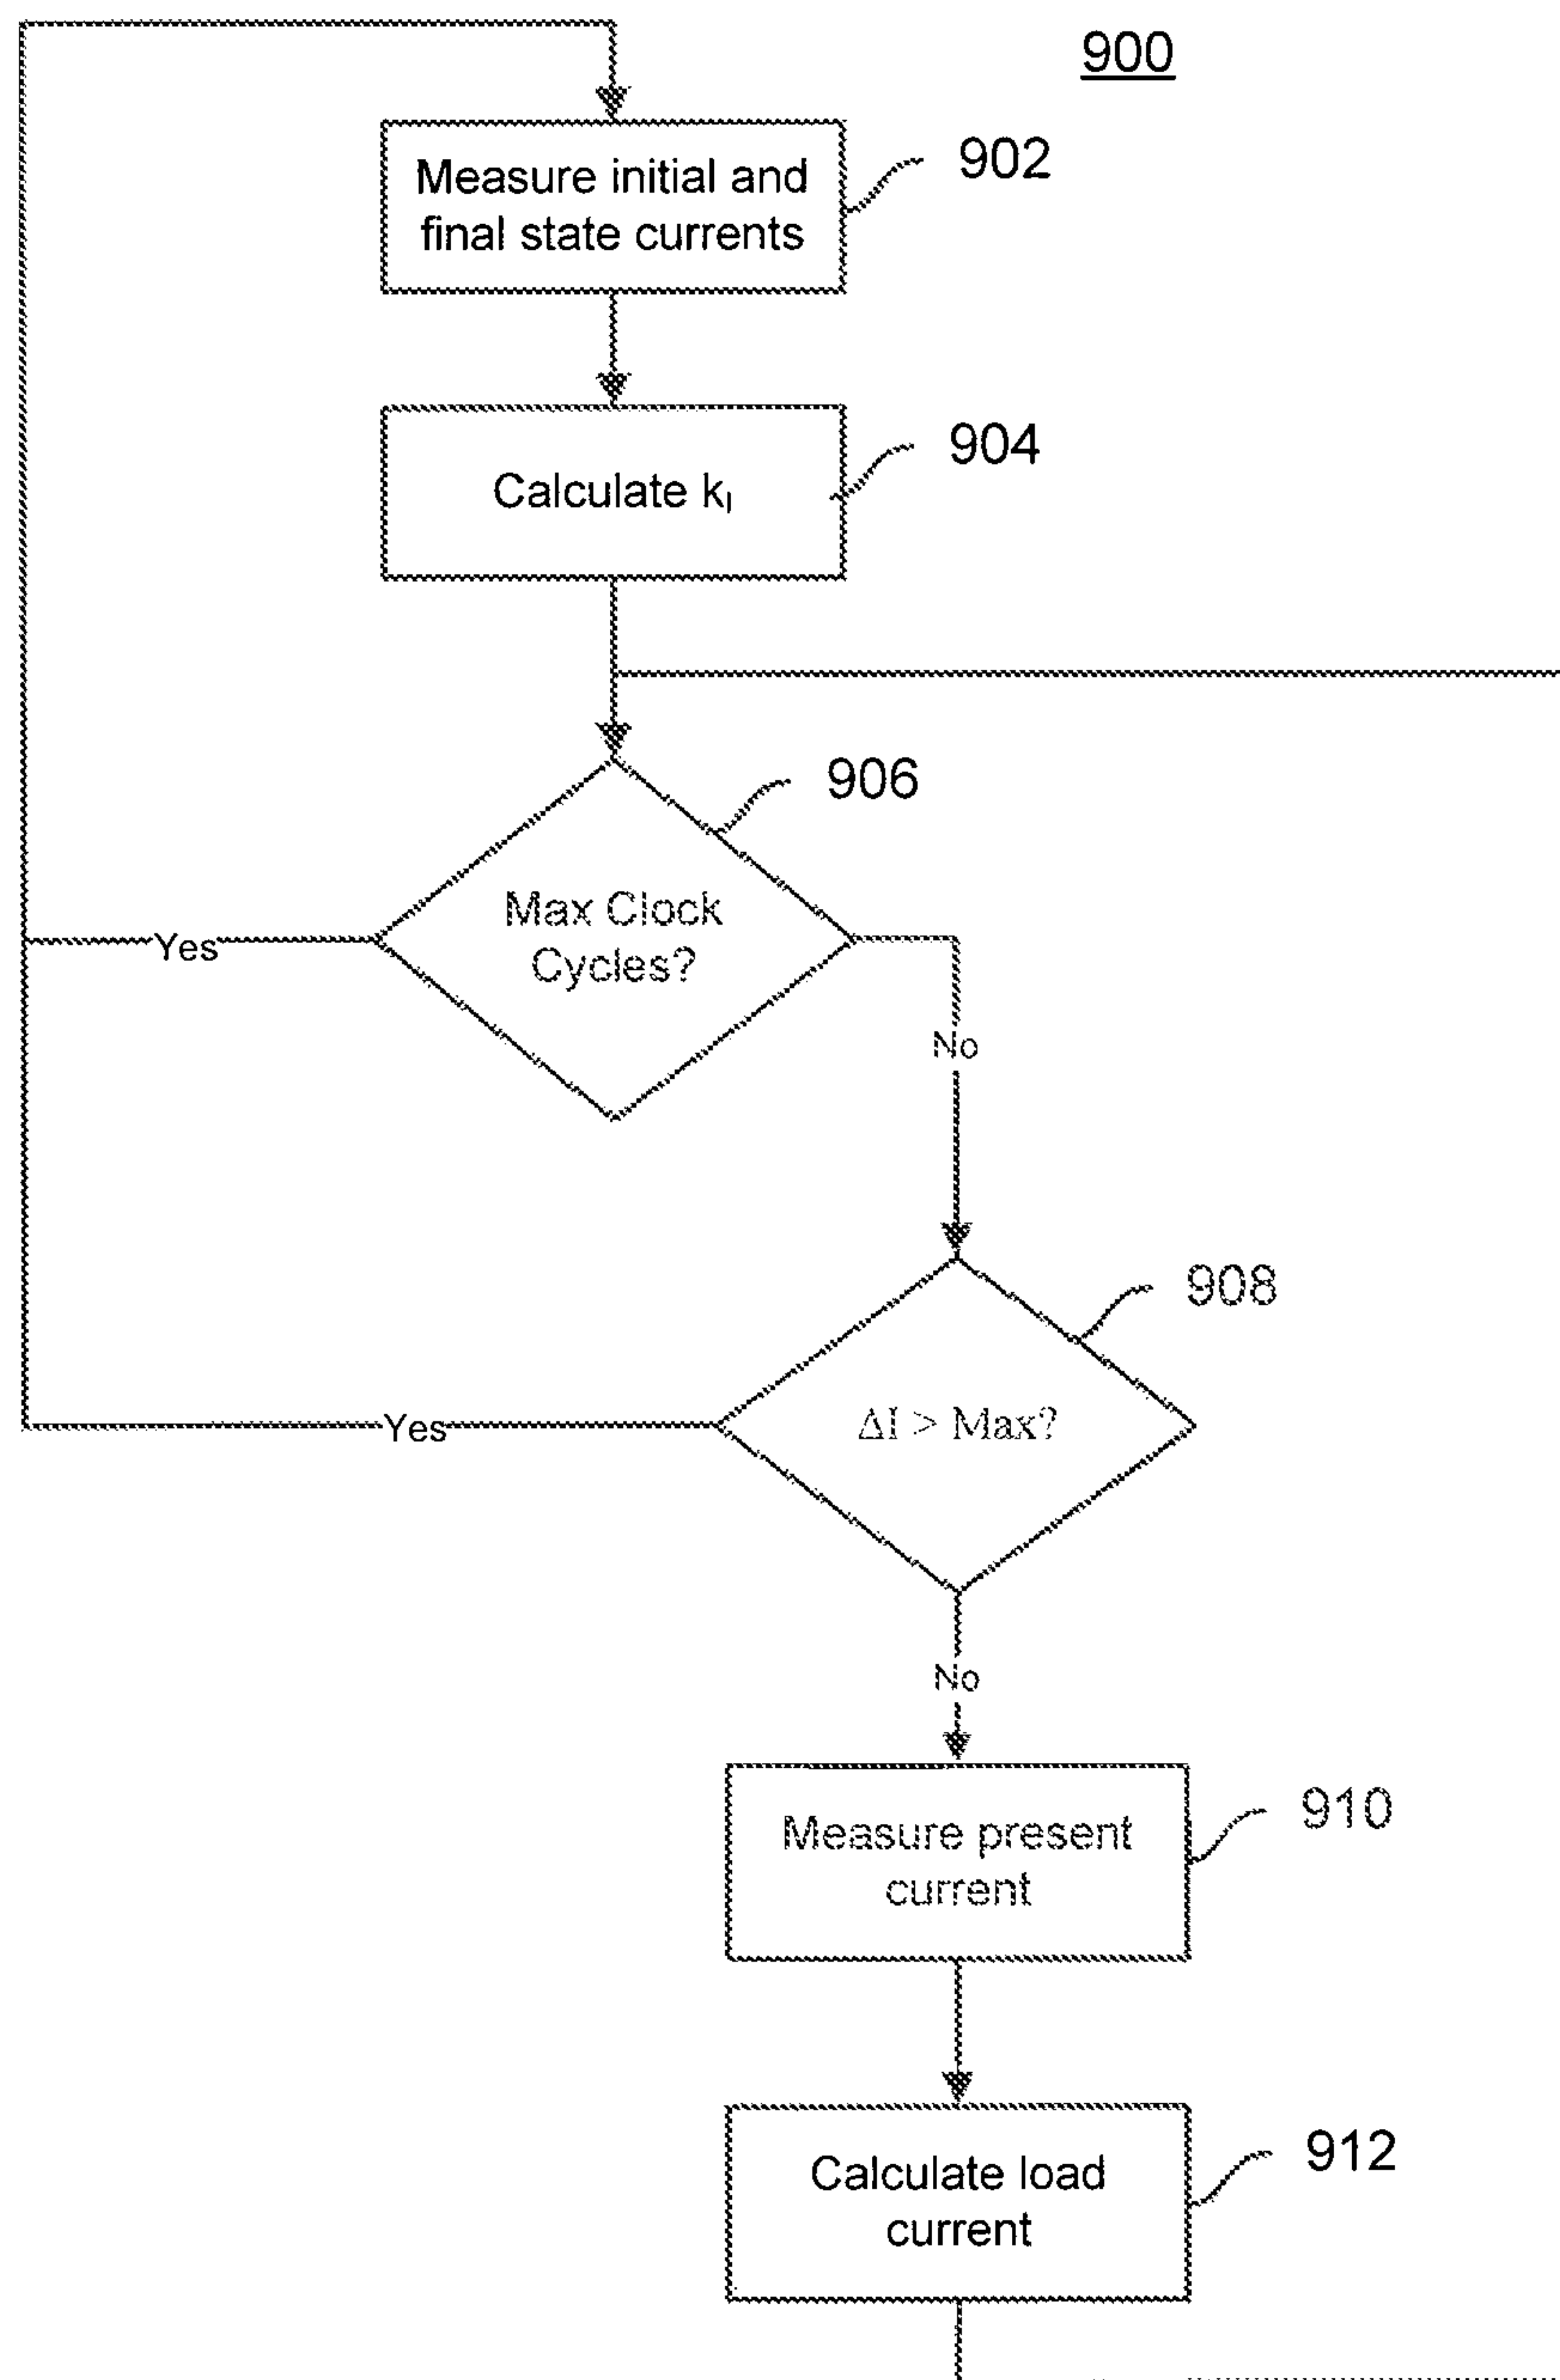 900
902
Measure initial and
final state currents
904
Calculate kI
906
Max Clock
Cycles?
Yes
No
908
ΔI > Max?
Yes
No
910
Measure present
current
912
Calculate load
current